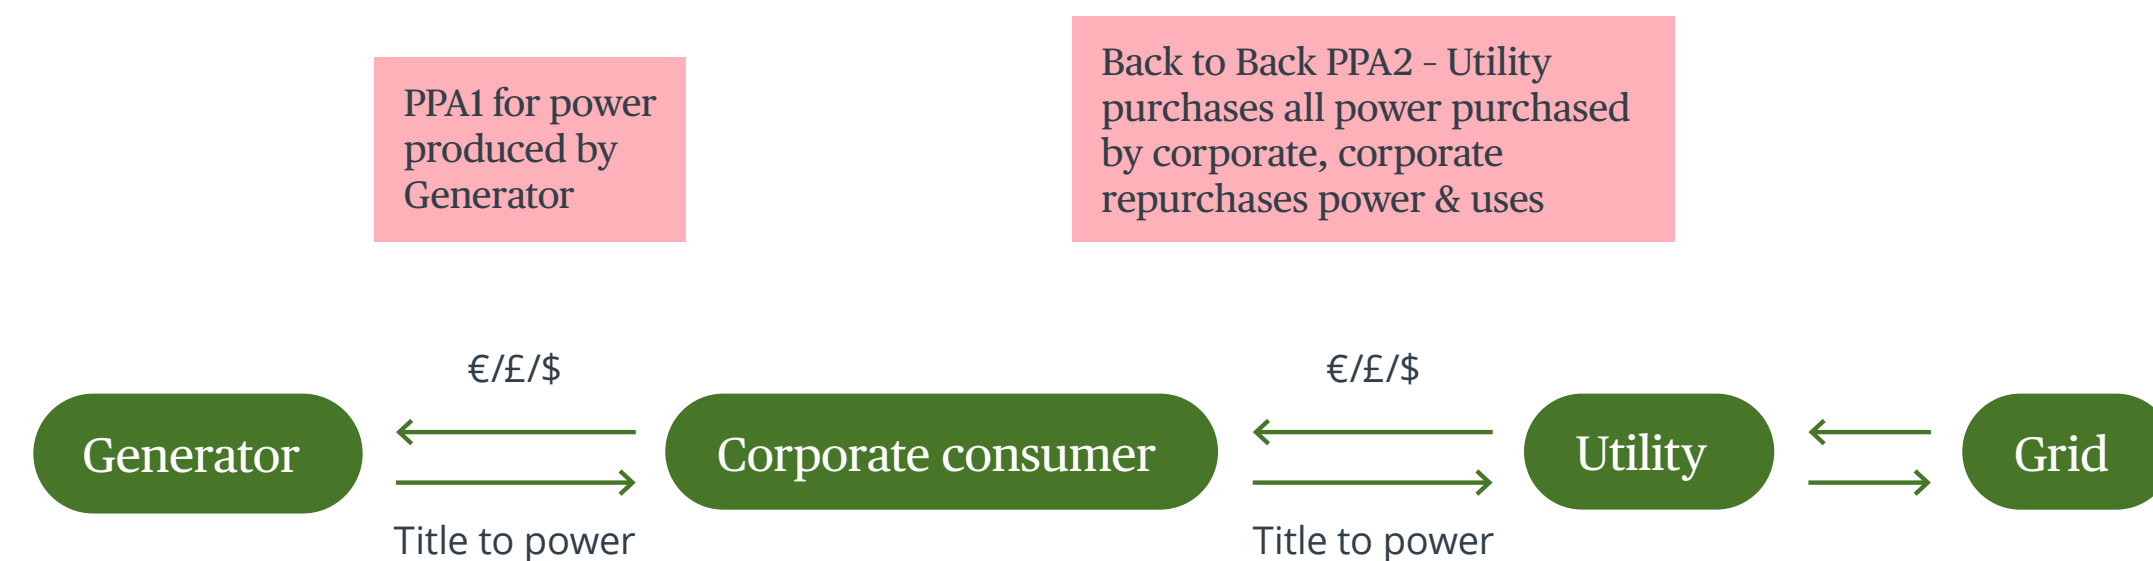 PPA1 for power
produced by
Generator
Back to Back PPA2 - Utility
purchases all power purchased
by corporate, corporate
repurchases power & uses
€/£/$
€/£/$
Generator
Corporate consumer
Utility
Grid
Title to power
Title to power